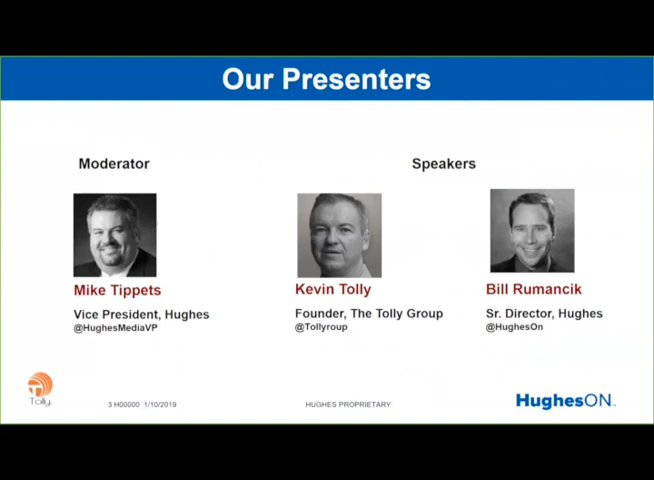 Our Presenters
Moderator
Speakers
Mike Tippets
Vice President, Hughes
@HughesMediaVP
Kevin Tolly
Founder, The Tolly Group
@Tollyroup
Bill Rumancik
Sr. Director, Hughes
@HughesOn
Tolly.
3 H00000 1/10/2019
HUGHES PROPRIETARY
HughesON